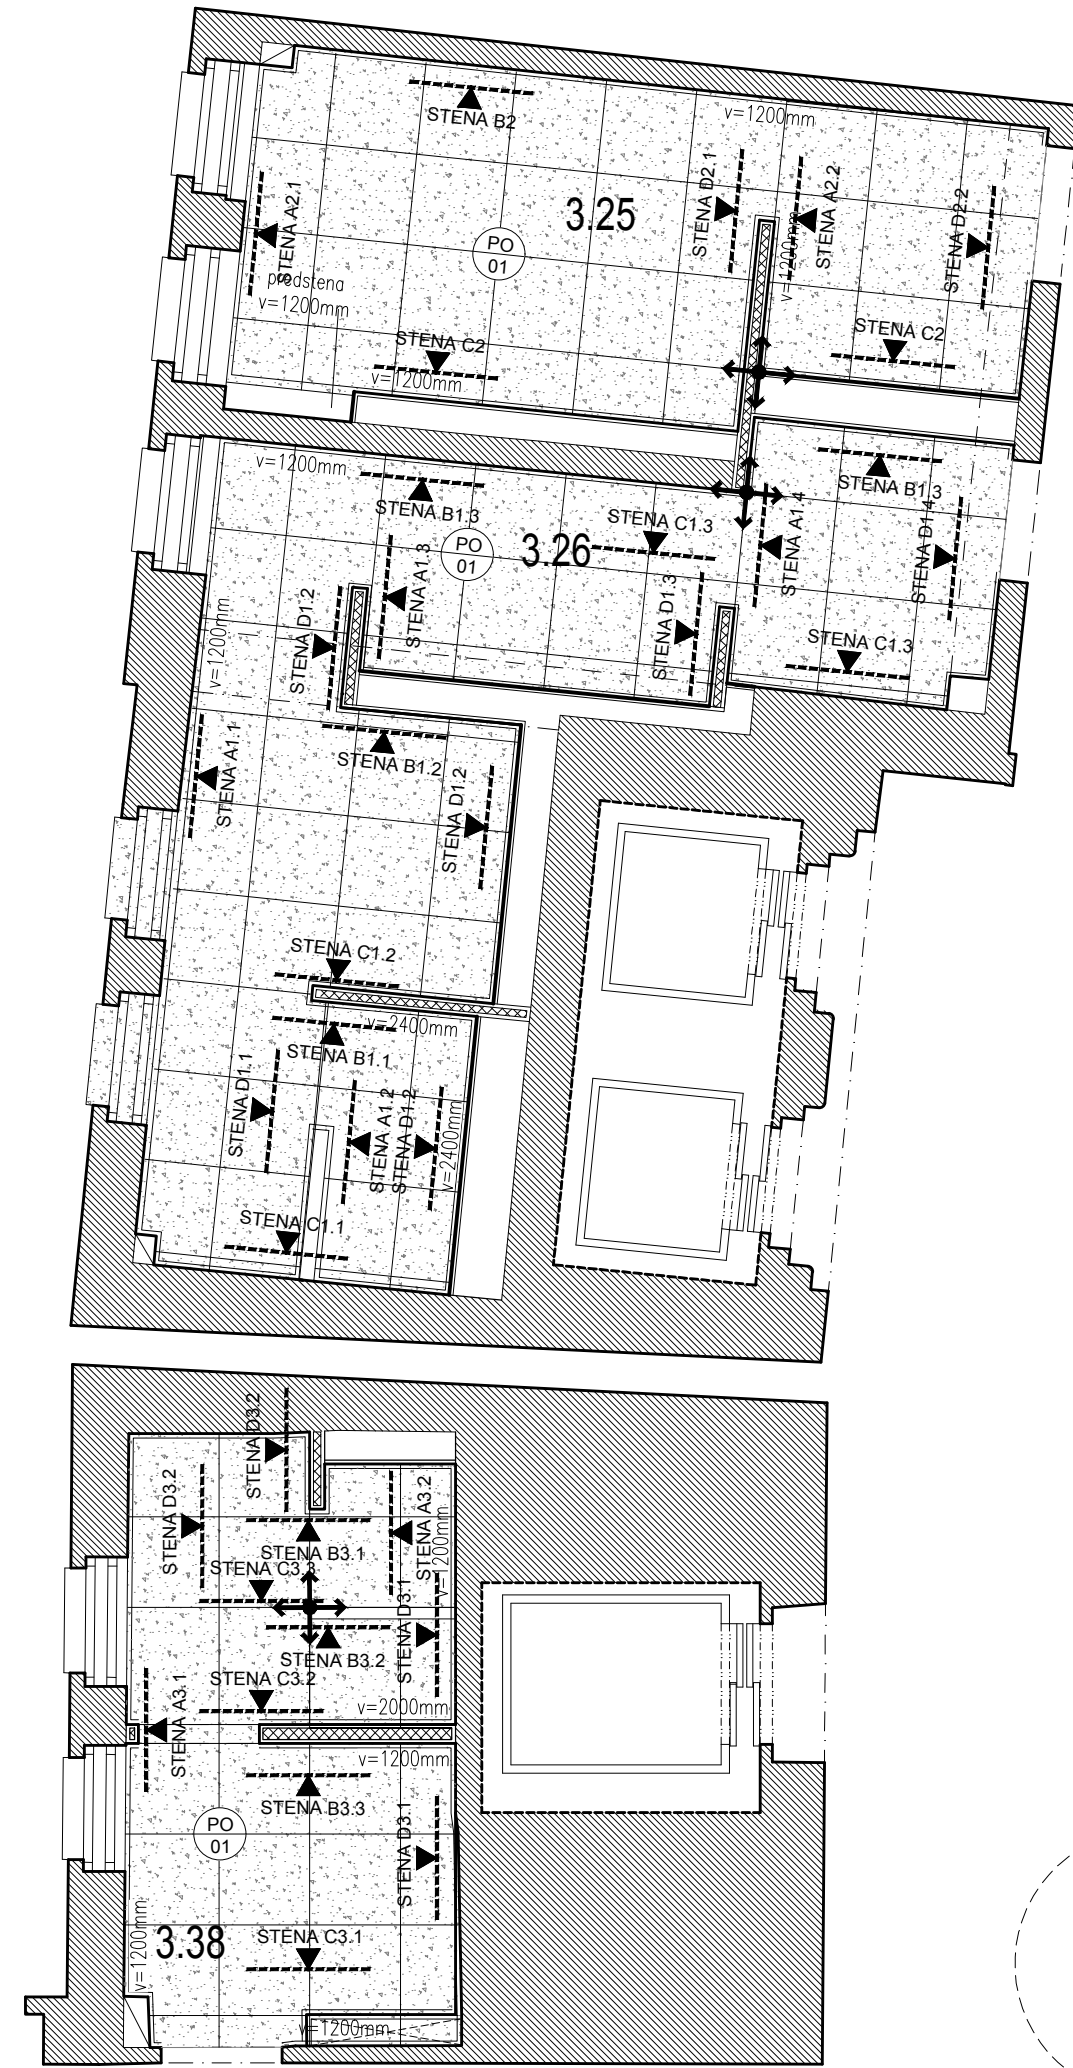 STENA B2
v=1200mm
STENA D2.1
STENA A2.2
STENA D2.2
STENA A2.1
3.25
PO
01
v=1200mm
predstena
v=1200mm
STENA C2
STENA C2
v=1200mm
v=1200mm
STENA B1.3
STENA B1.3
STENA C1.3
STENA A1.4
STENA D1.4
PO
01
3.26
STENA A1.3
STENA D1.2
STENA D1.3
v=1200mm
STENA C1.3
STENA A1.1
STENA B1.2
STENA D1.2
STENA C1.2
v=2400mm
STENA B1.1
STENA D1.1
STENA A1.2
STENA D1.2
v=2400mm
STENA C1.1
STENA D3.2
STENA D3.2
STENA A3.2
v=1200mm
STENA B3.1
STENA C3.3
STENA D3.1
STENA B3.2
STENA C3.2
STENA A3.1
v=2000mm
v=1200mm
STENA B3.3
PO
01
STENA D3.1
v=1200mm
3.38
STENA C3.1
v=1200mm